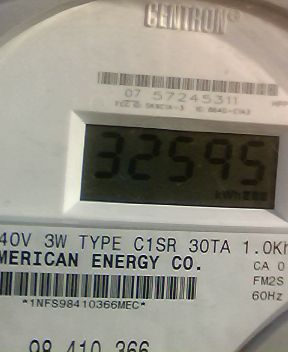 CENTRON®
07 57245311
32595
kWh
40V 3W TYPE C1SR 30TA 1.0Kh
MERICAN ENERGY CO.
CA 0
FM2S
60Hz
*1NFS98410366MEC*
98 410 366